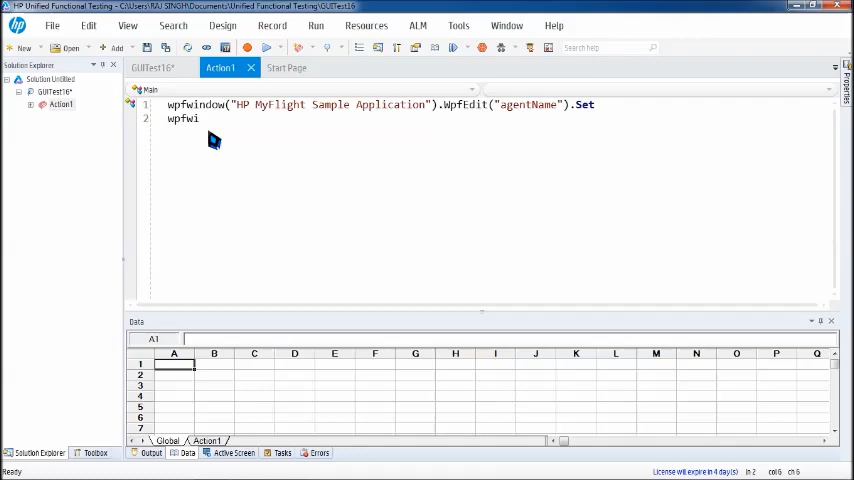 HP Unified Functional Testing - C:\Users\RAJ SINGH\Documents\Unified Functional Testing\GUITest16
hp File Edit View Search Design Record Run Resources ALM Tools Window Help
New Open Add Search help
Solution Explorer
GUITest16* Action1 Start Page
Properties
Solution Untitled
GUITest16*
Action1
Main
1 wpfwindow("HP MyFlight Sample Application").WpfEdit("agentName").Set
2 wpfwi
Data
A1
A B C D E F G H I J K L M N O P Q
1
2
3
4
5
6
7
Global Action1
Solution Explorer Toolbox Output Data Active Screen Tasks Errors
Ready License will expire in 4 day(s) ln 2 col 6 ch 6